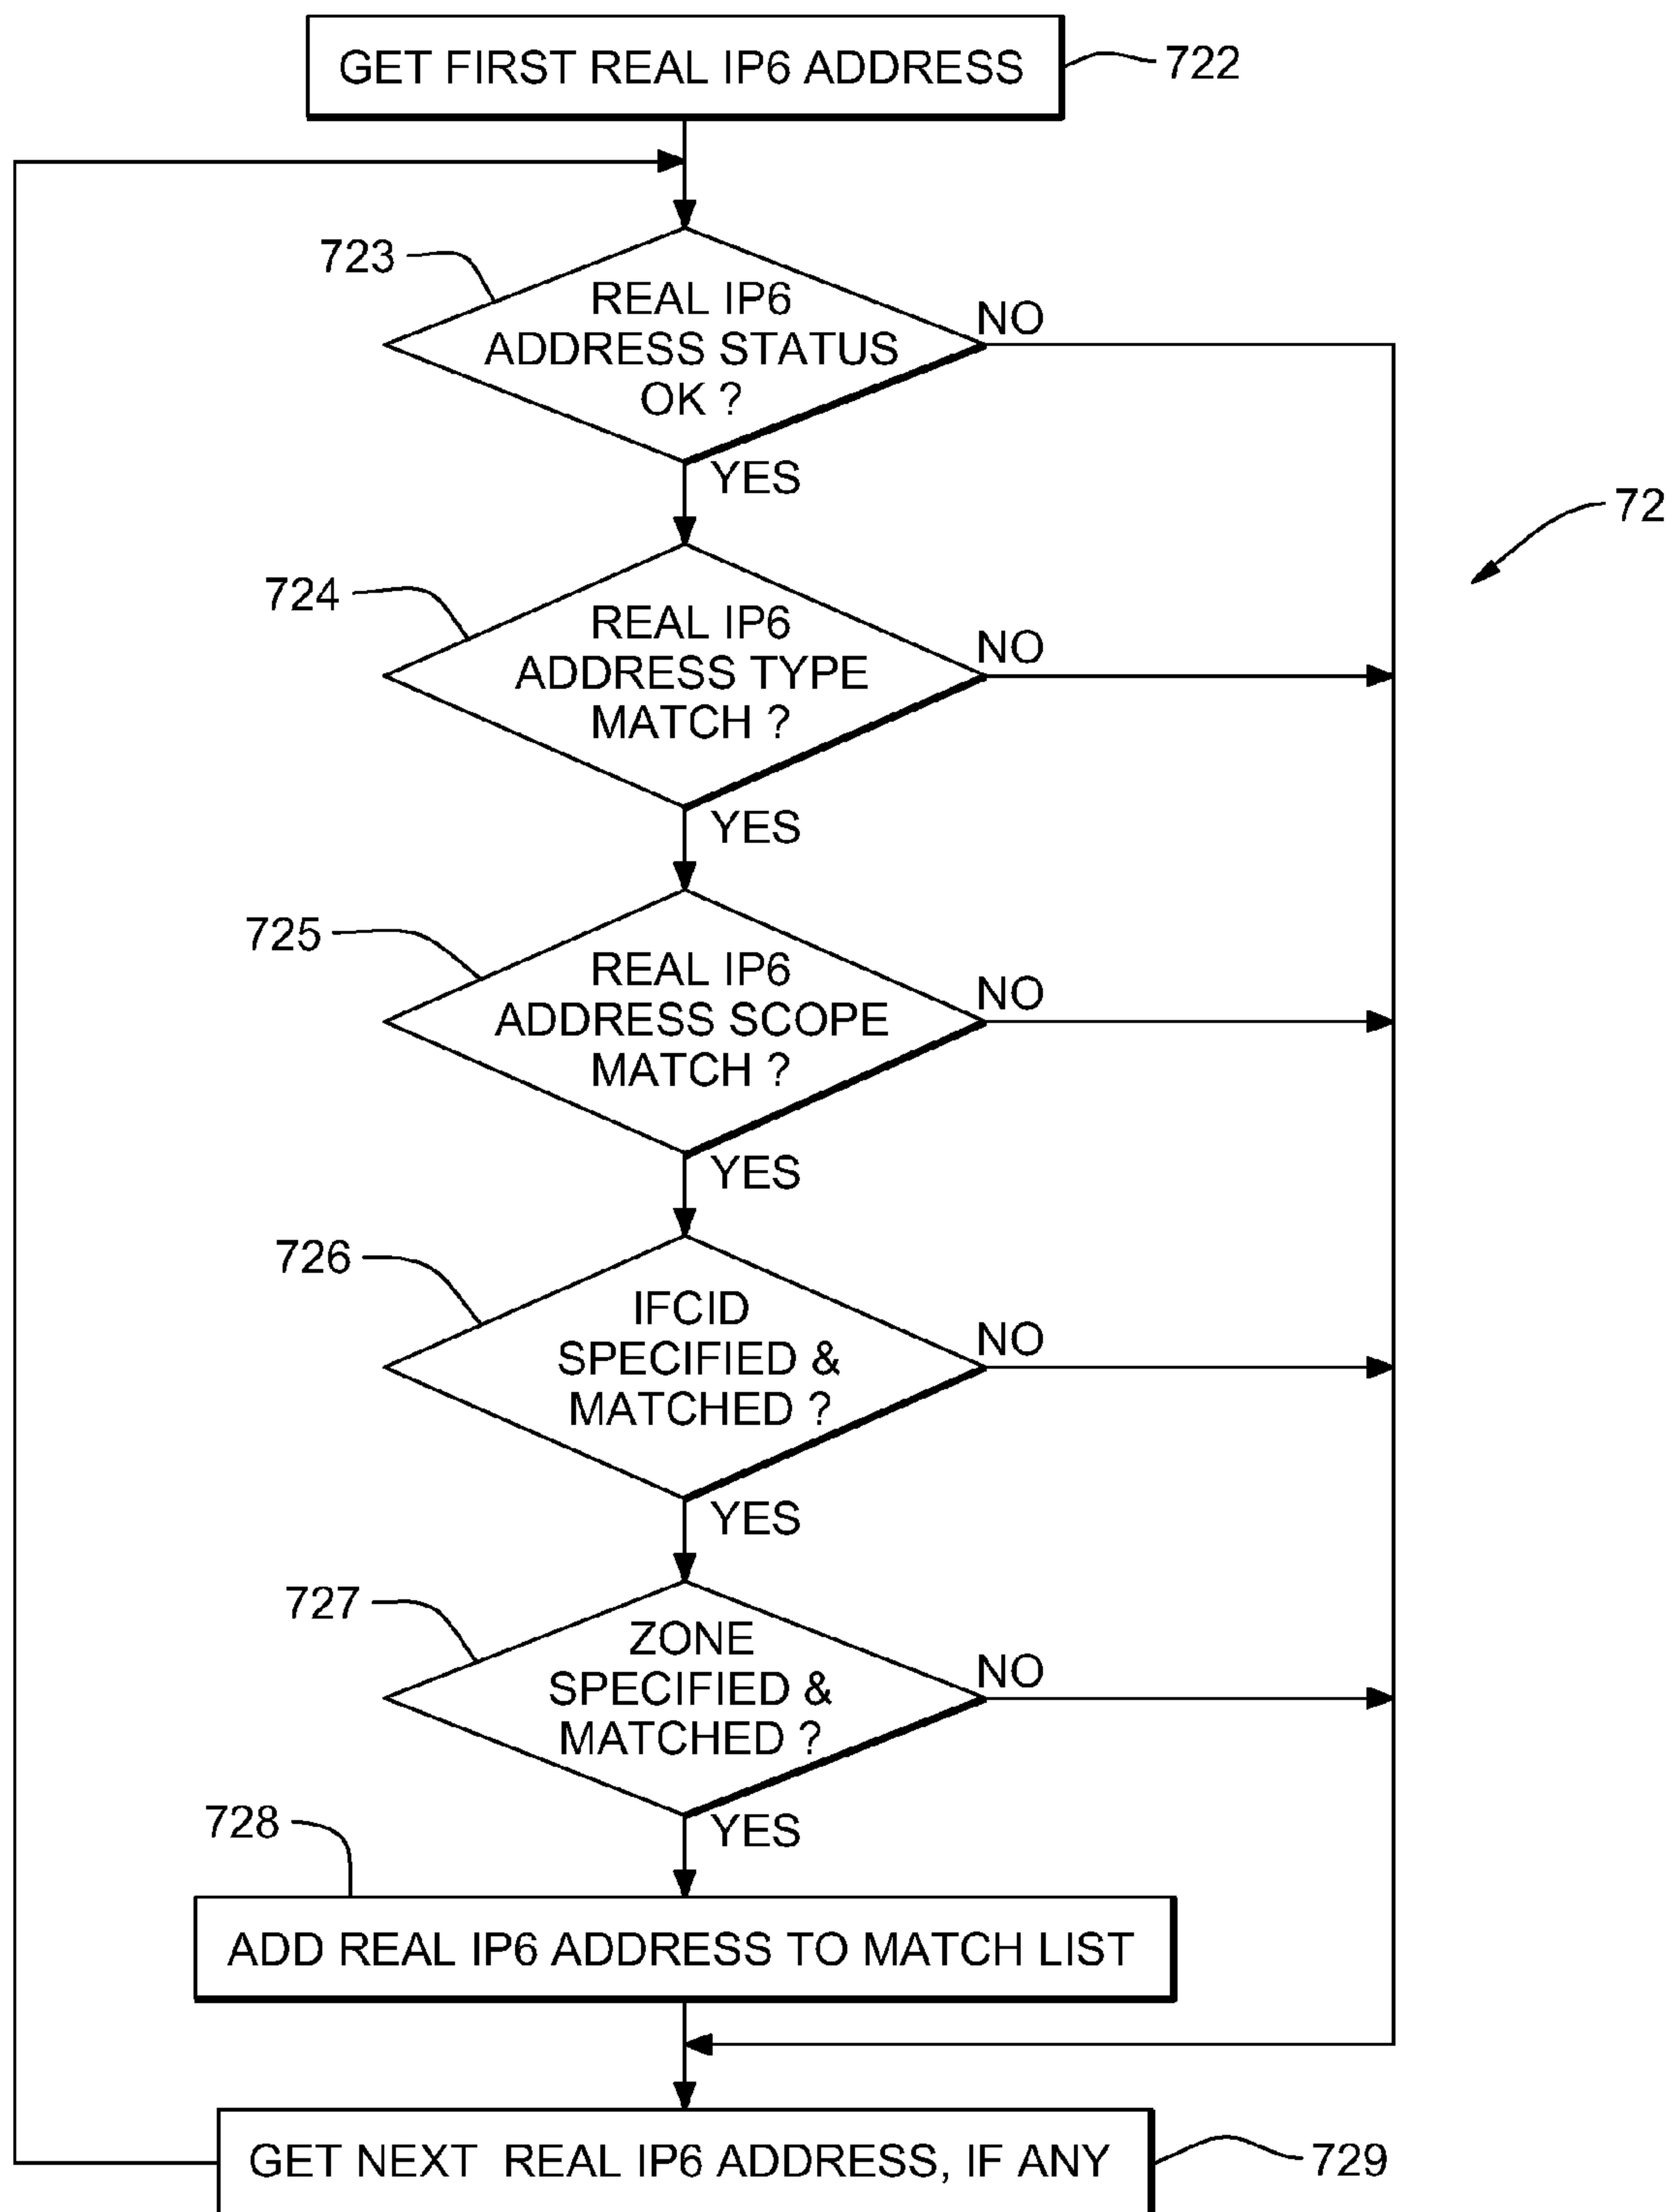 GET FIRST REAL IP6 ADDRESS
722
723
REAL IP6
ADDRESS STATUS
OK ?
NO
YES
72
724
REAL IP6
ADDRESS TYPE
MATCH ?
NO
YES
725
REAL IP6
ADDRESS SCOPE
MATCH ?
NO
YES
726
IFCID
SPECIFIED &
MATCHED ?
NO
YES
727
ZONE
SPECIFIED &
MATCHED ?
NO
YES
728
ADD REAL IP6 ADDRESS TO MATCH LIST
GET NEXT REAL IP6 ADDRESS, IF ANY
729